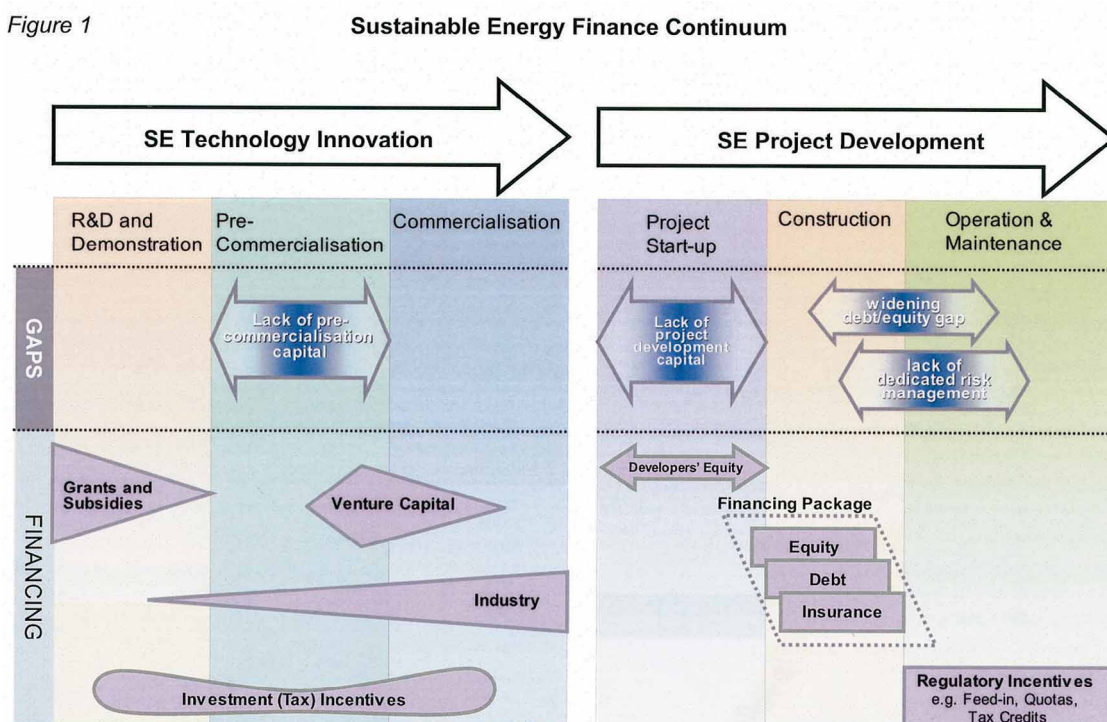 Figure 1
Sustainable Energy Finance Continuum
SE Technology Innovation
SE Project Development
R&D and
Demonstration
Pre-
Commercialisation
Commercialisation
Project
Start-up
Construction
Operation &
Maintenance
GAPS
Lack of pre-
commercialisation
capital
Lack of
project
development
capital
widening
debt/equity gap
lack of
dedicated risk
management
FINANCING
Grants and
Subsidies
Venture Capital
Industry
Investment (Tax) Incentives
Developers' Equity
Financing Package
Equity
Debt
Insurance
Regulatory Incentives
e.g. Feed-in, Quotas,
Tax Credits